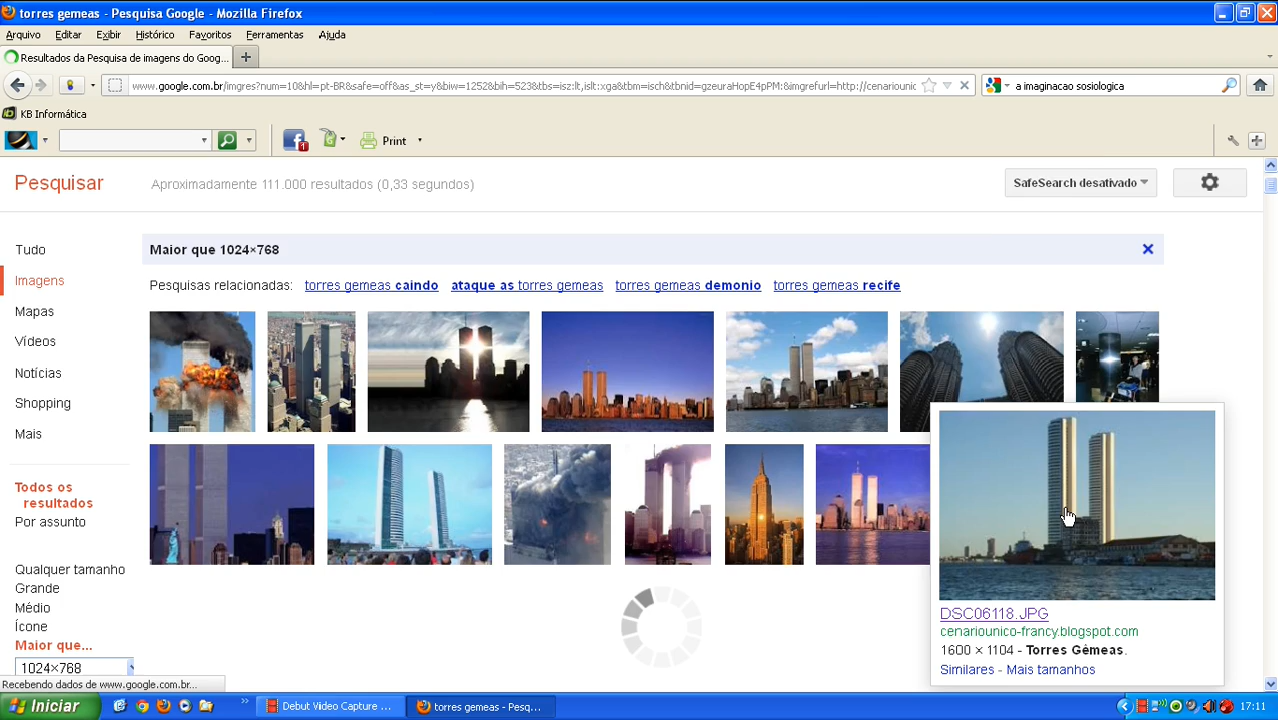 torres gemeas - Pesquisa Google - Mozilla Firefox
Arquivo Editar Exibir Histórico Favoritos Ferramentas Ajuda
Resultados da Pesquisa de imagens do Goog...
www.google.com.br/imgres?num=10&hl=pt-BR&safe=off&as_st=y&biw=1252&bih=523&tbs=isz:lt,islt:xga&tbm=isch&tbnid=gzeuraHopE4pPM:&imgrefurl=http://cenariounic
a imaginacao sosiologica
KB Informática
1
Print
Pesquisar
Aproximadamente 111.000 resultados (0,33 segundos)
SafeSearch desativado
Tudo
Imagens
Mapas
Vídeos
Notícias
Shopping
Mais
Todos os resultados
Por assunto
Qualquer tamanho
Grande
Médio
Ícone
Maior que...
1024×768
Maior que 1024×768
Pesquisas relacionadas: torres gemeas caindo ataque as torres gemeas torres gemeas demonio torres gemeas recife
DSC06118.JPG
cenariounico-francy.blogspot.com
1600 × 1104 - Torres Gêmeas.
Similares - Mais tamanhos
Recebendo dados de www.google.com.br...
Iniciar
Debut Video Capture ...
torres gemeas - Pesq...
17:11